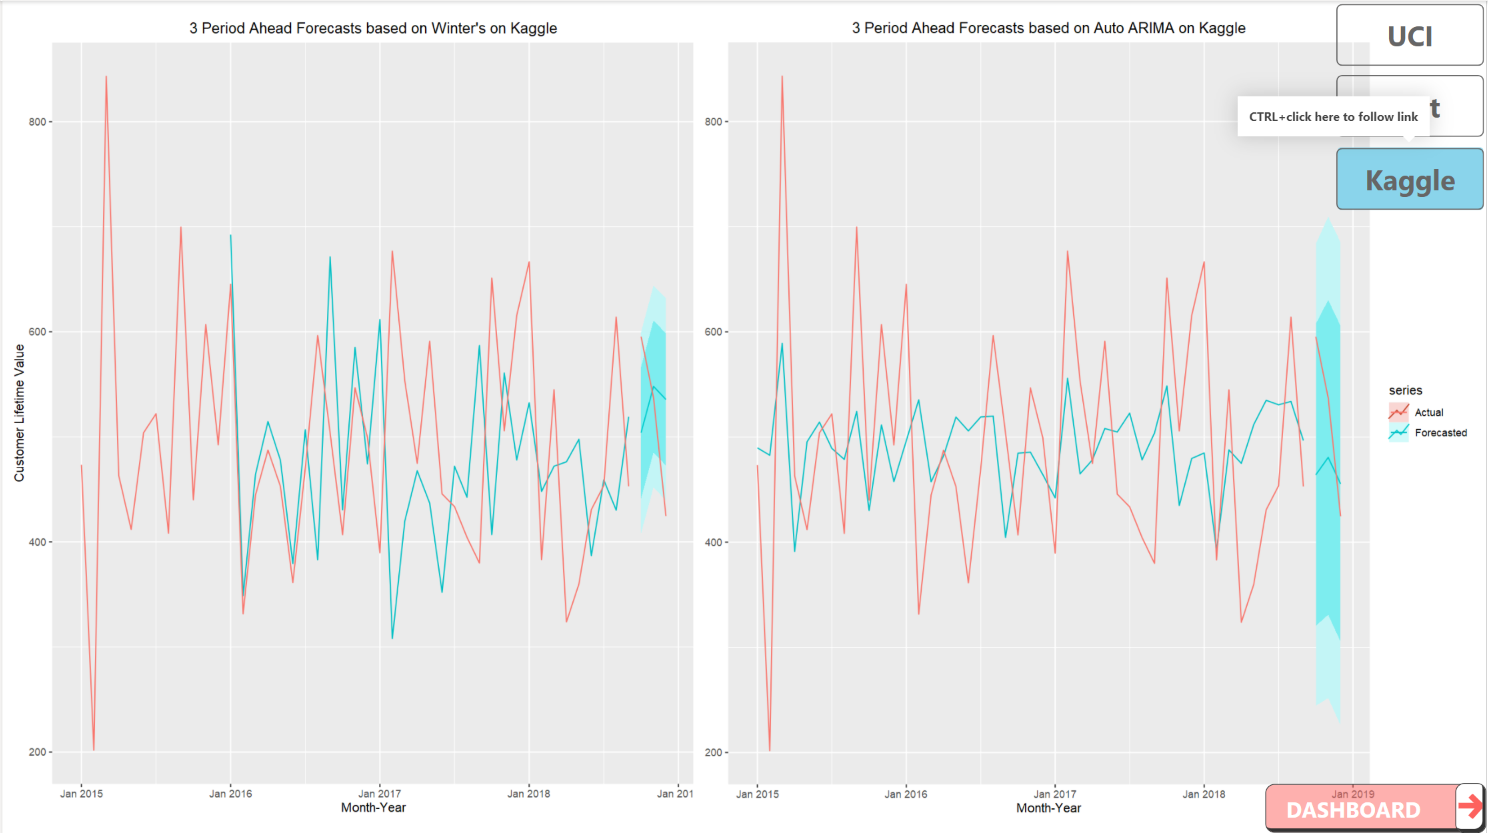 3 Period Ahead Forecasts based on Winter's on Kaggle
3 Period Ahead Forecasts based on Auto ARIMA on Kaggle
UCI
t
CTRL+click here to follow link
Kaggle
Customer Lifetime Value
800
600
400
200
Jan 2015
Jan 2016
Jan 2017
Jan 2018
Jan 201
Month-Year
800
600
400
200
Jan 2015
Jan 2016
Jan 2017
Jan 2018
Jan 2019
Month-Year
series
Actual
Forecasted
DASHBOARD